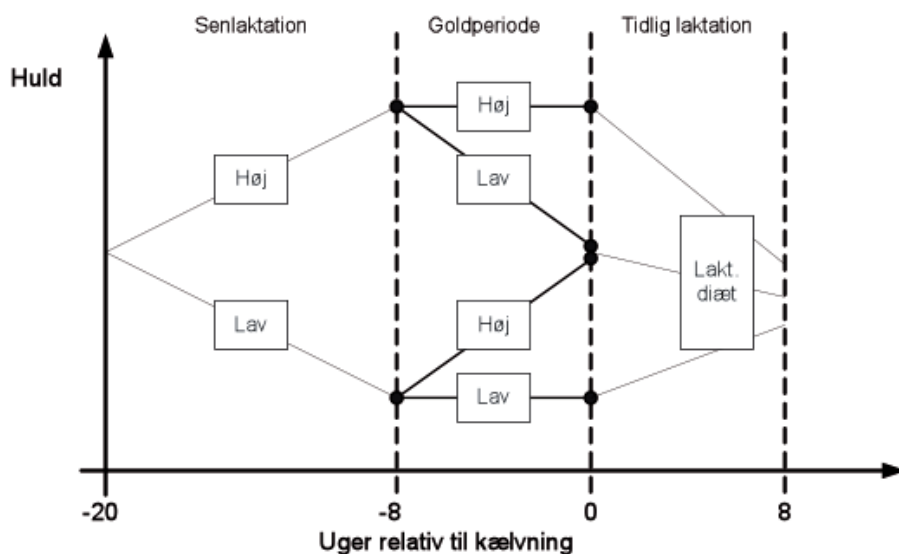 Senlaktation
Goldperiode
Tidlig laktation
Huld
Høj
Høj
Lav
Lav
Høj
Lav
Lakt.
diæt
-20
-8
0
8
Uger relativ til kælvning